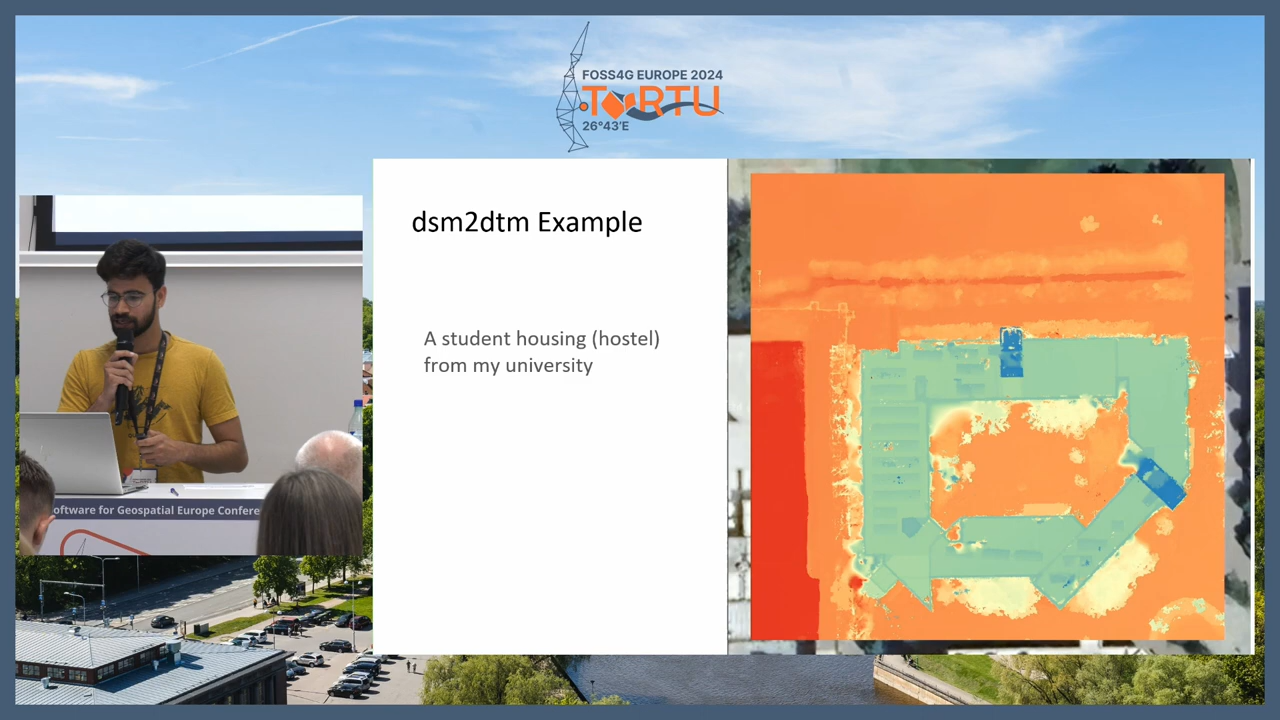 FOSS4G EUROPE 2024
TARTU
26°43'E
dsm2dtm Example
A student housing (hostel)
from my university
oftware for Geospatial Europe Confere